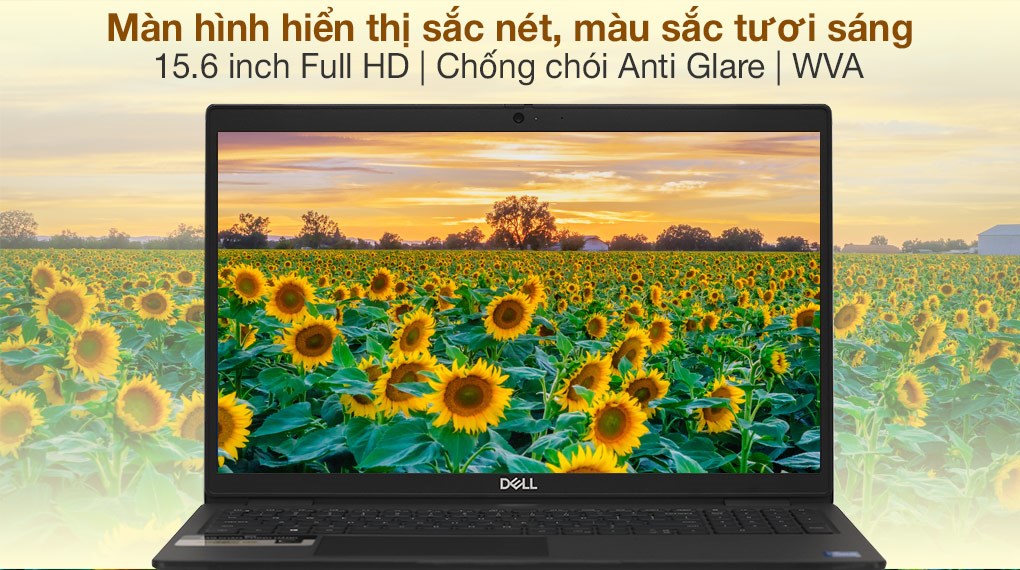 Màn hình hiển thị sắc nét, màu sắc tươi sáng
15.6 inch Full HD | Chống chói Anti Glare | WVA
DELL